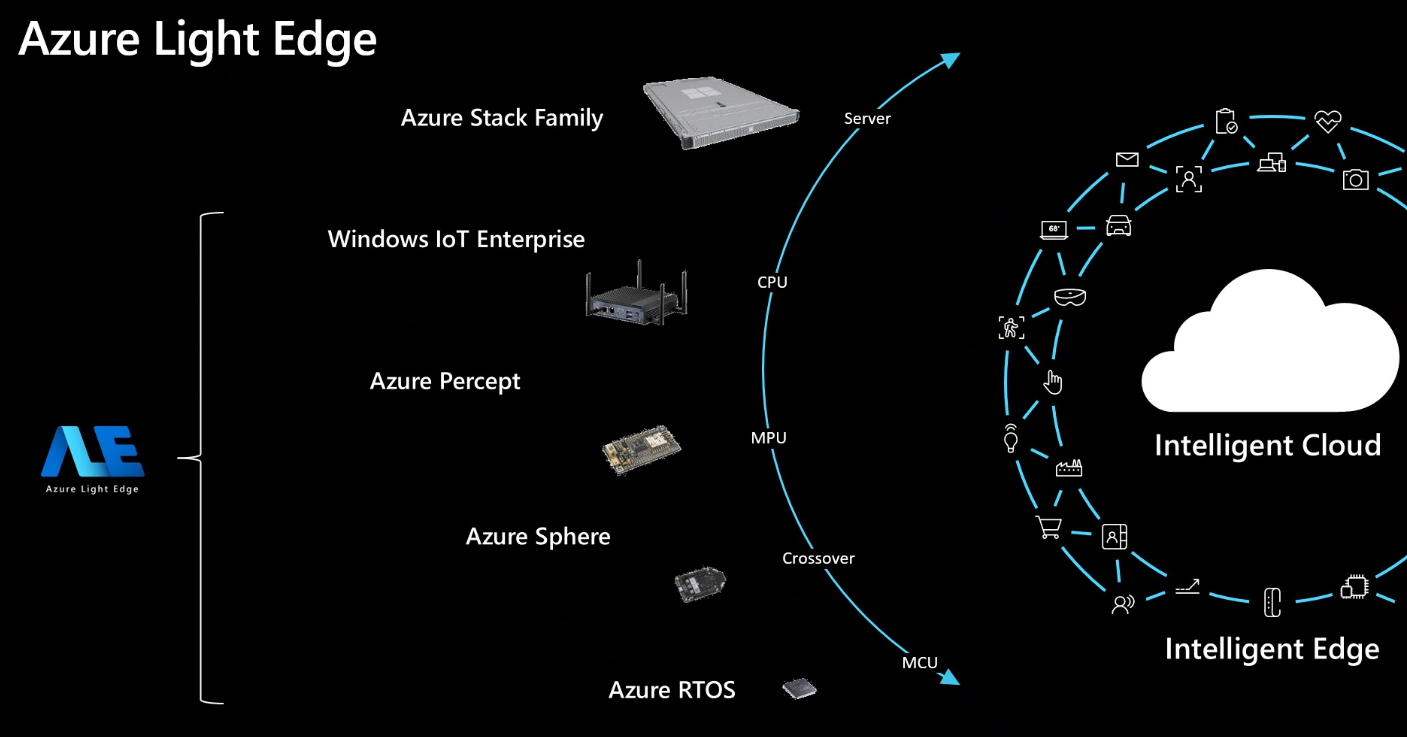 Azure Light Edge
Azure Stack Family
Server
Windows IoT Enterprise
CPU
Azure Percept
MPU
Azure Sphere
Crossover
Azure RTOS
MCU
ALE
Azure Light Edge
68°
Intelligent Cloud
Intelligent Edge